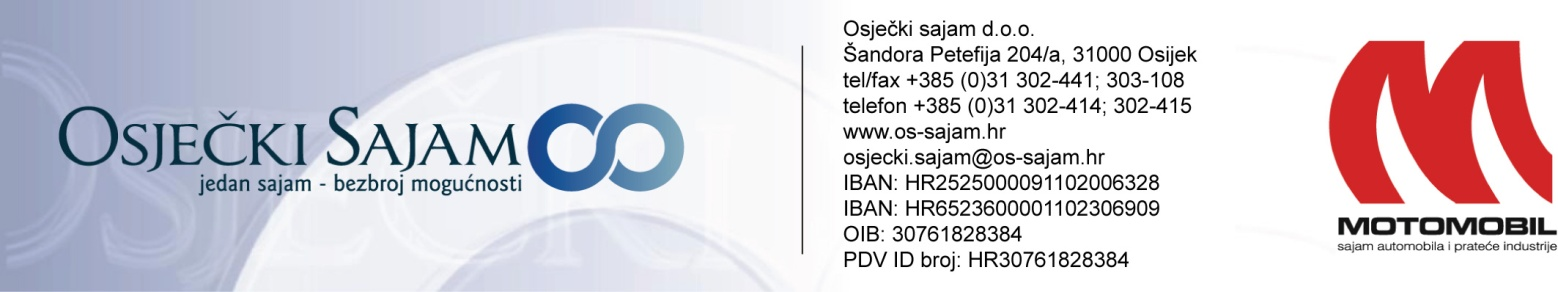 OSJEČKI SAJAM
jedan sajam - bezbroj mogućnosti
Osječki sajam d.o.o.
Šandora Petefija 204/a, 31000 Osijek
tel/fax +385 (0)31 302-441; 303-108
telefon +385 (0)31 302-414; 302-415
www.os-sajam.hr
osjecki.sajam@os-sajam.hr
IBAN: HR2525000091102006328
IBAN: HR6523600001102306909
OIB: 30761828384
PDV ID broj: HR30761828384
MOTOMOBIL
sajam automobila i prateće industrije